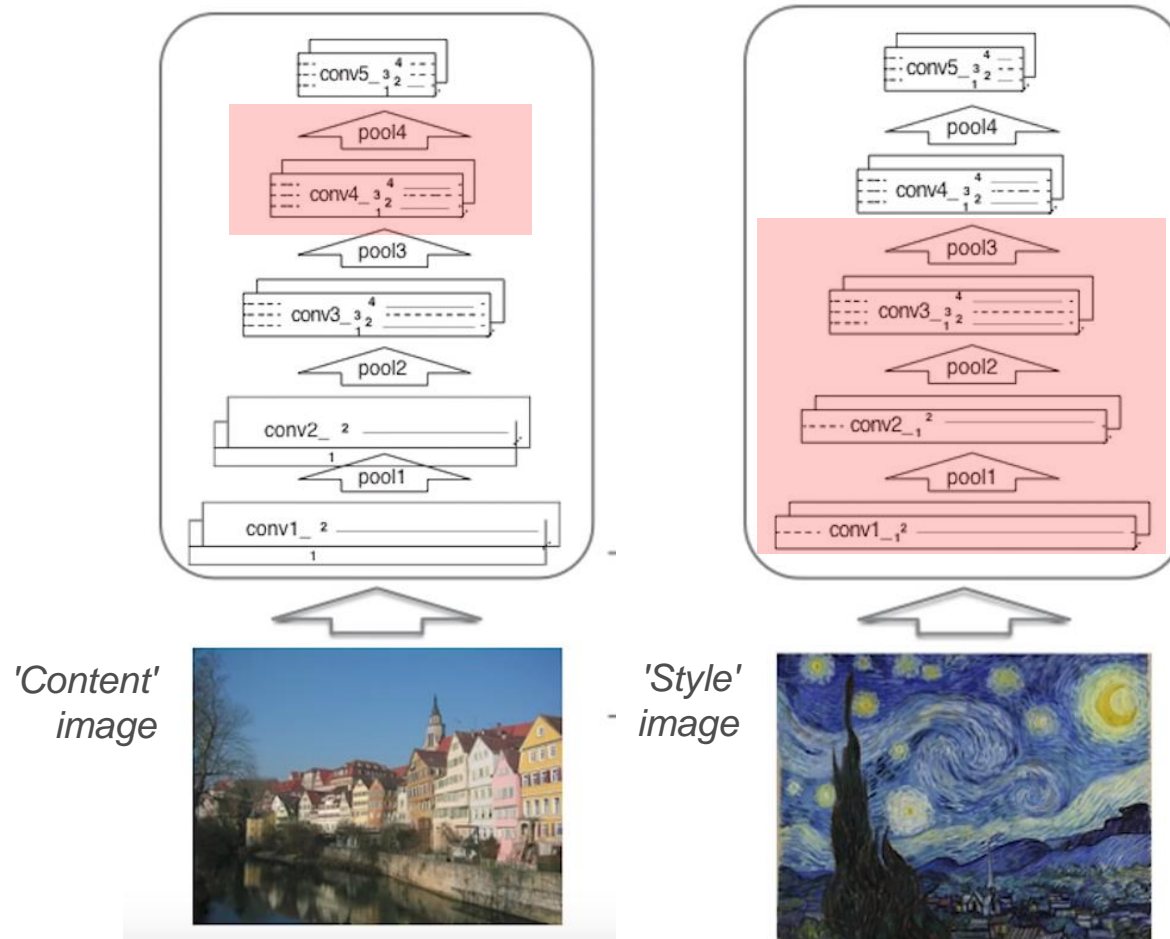 conv5_ 1 2 3 4
pool4
conv4_ 1 2 3 4
pool3
conv3_ 1 2 3 4
pool2
conv2_ 2
1
pool1
conv1_ 2
1
'Content'
image
conv5_ 1 2 3 4
pool4
conv4_ 1 2 3 4
pool3
conv3_ 1 2 3 4
pool2
conv2_ 1 2
pool1
conv1_ 1 2
'Style'
image